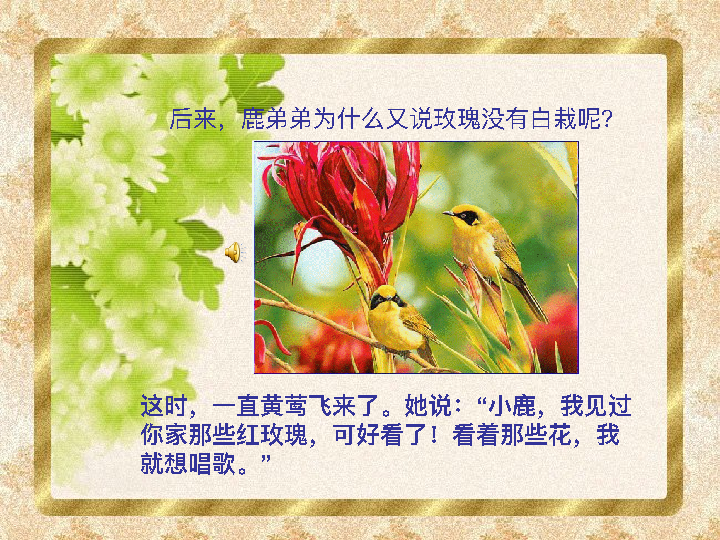 后来，鹿弟弟为什么又说玫瑰没有白栽呢？
这时，一直黄莺飞来了。她说：“小鹿，我见过
你家那些红玫瑰，可好看了！看着那些花，我
就想唱歌。”